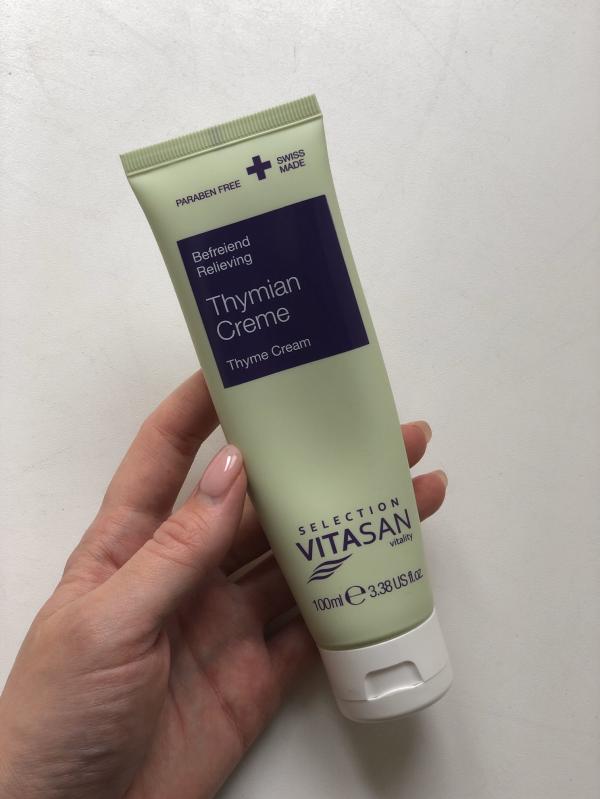 PARABEN FREE
SWISS
MADE
Befreiend
Relieving
Thymian
Creme
Thyme Cream
SELECTION
VITASAN
vitality
100ml ℮ 3.38 US fl.oz.